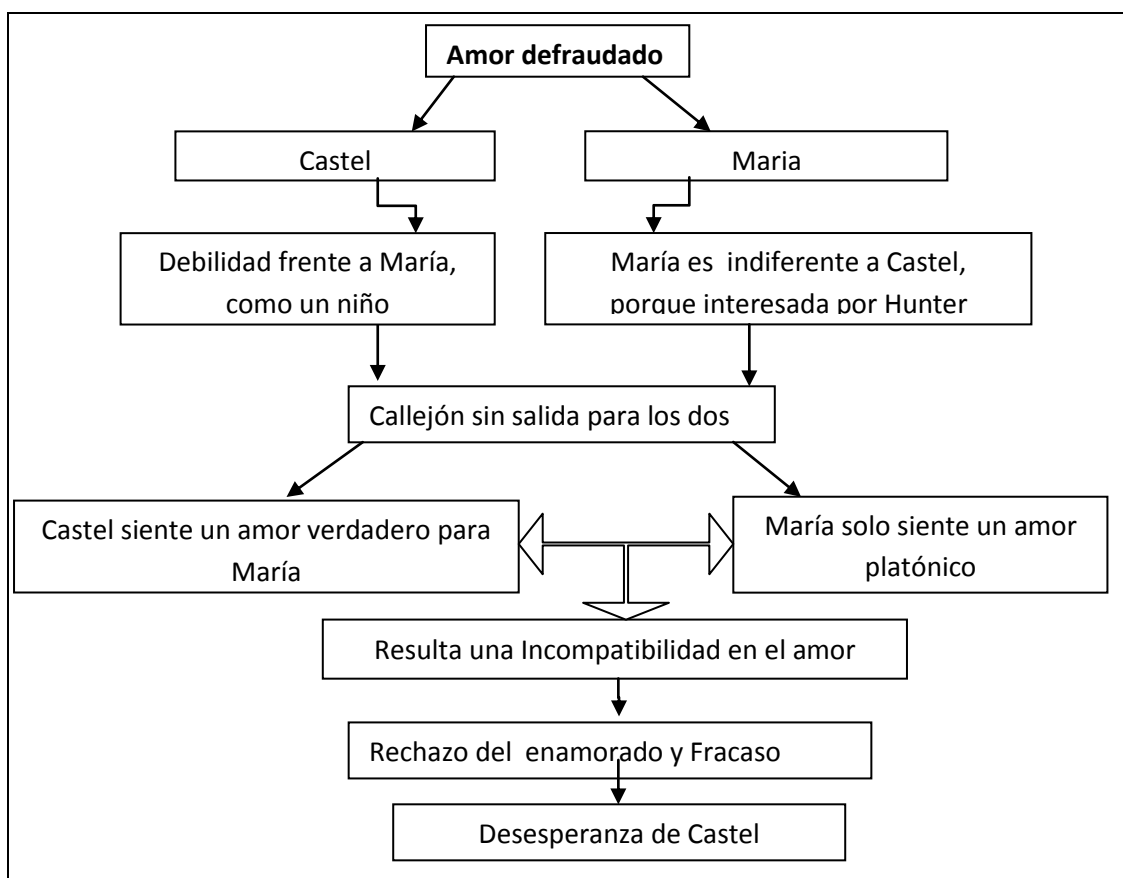 Amor defraudado
Castel
Maria
Debilidad frente a María,
como un niño
María es indiferente a Castel,
porque interesada por Hunter
Callejón sin salida para los dos
Castel siente un amor verdadero para
María
María solo siente un amor
platónico
Resulta una Incompatibilidad en el amor
Rechazo del enamorado y Fracaso
Desesperanza de Castel